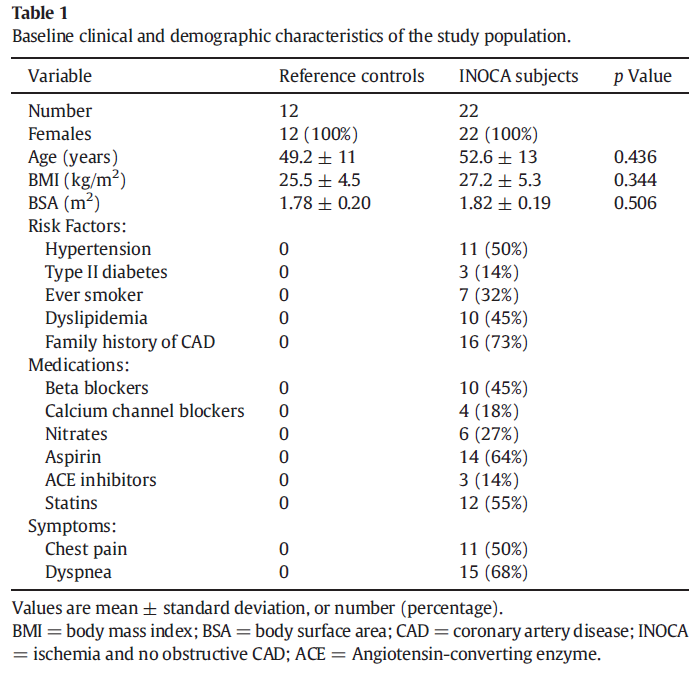 Table 1
Baseline clinical and demographic characteristics of the study population.
Variable Reference controls INOCA subjects p Value
Number 12 22
Females 12 (100%) 22 (100%)
Age (years) 49.2 ± 11 52.6 ± 13 0.436
BMI (kg/m²) 25.5 ± 4.5 27.2 ± 5.3 0.344
BSA (m²) 1.78 ± 0.20 1.82 ± 0.19 0.506
Risk Factors:
Hypertension 0 11 (50%)
Type II diabetes 0 3 (14%)
Ever smoker 0 7 (32%)
Dyslipidemia 0 10 (45%)
Family history of CAD 0 16 (73%)
Medications:
Beta blockers 0 10 (45%)
Calcium channel blockers 0 4 (18%)
Nitrates 0 6 (27%)
Aspirin 0 14 (64%)
ACE inhibitors 0 3 (14%)
Statins 0 12 (55%)
Symptoms:
Chest pain 0 11 (50%)
Dyspnea 0 15 (68%)
Values are mean ± standard deviation, or number (percentage).
BMI = body mass index; BSA = body surface area; CAD = coronary artery disease; INOCA
= ischemia and no obstructive CAD; ACE = Angiotensin-converting enzyme.